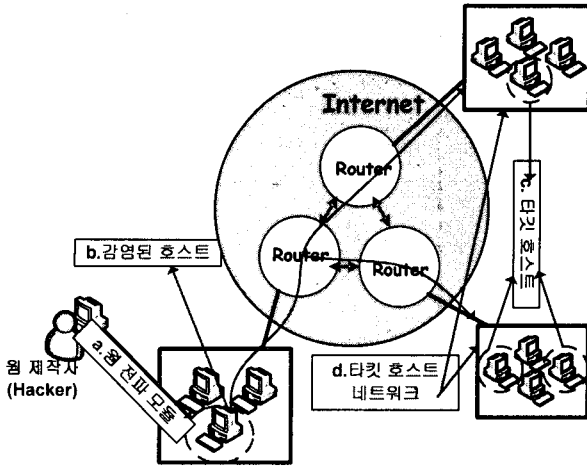 Internet
Router
Router
Router
b.감염된 호스트
c. 타깃 호스트
웜 제작자
(Hacker)
a.웜 전파 모듈
d.타킷 호스트
네트워크